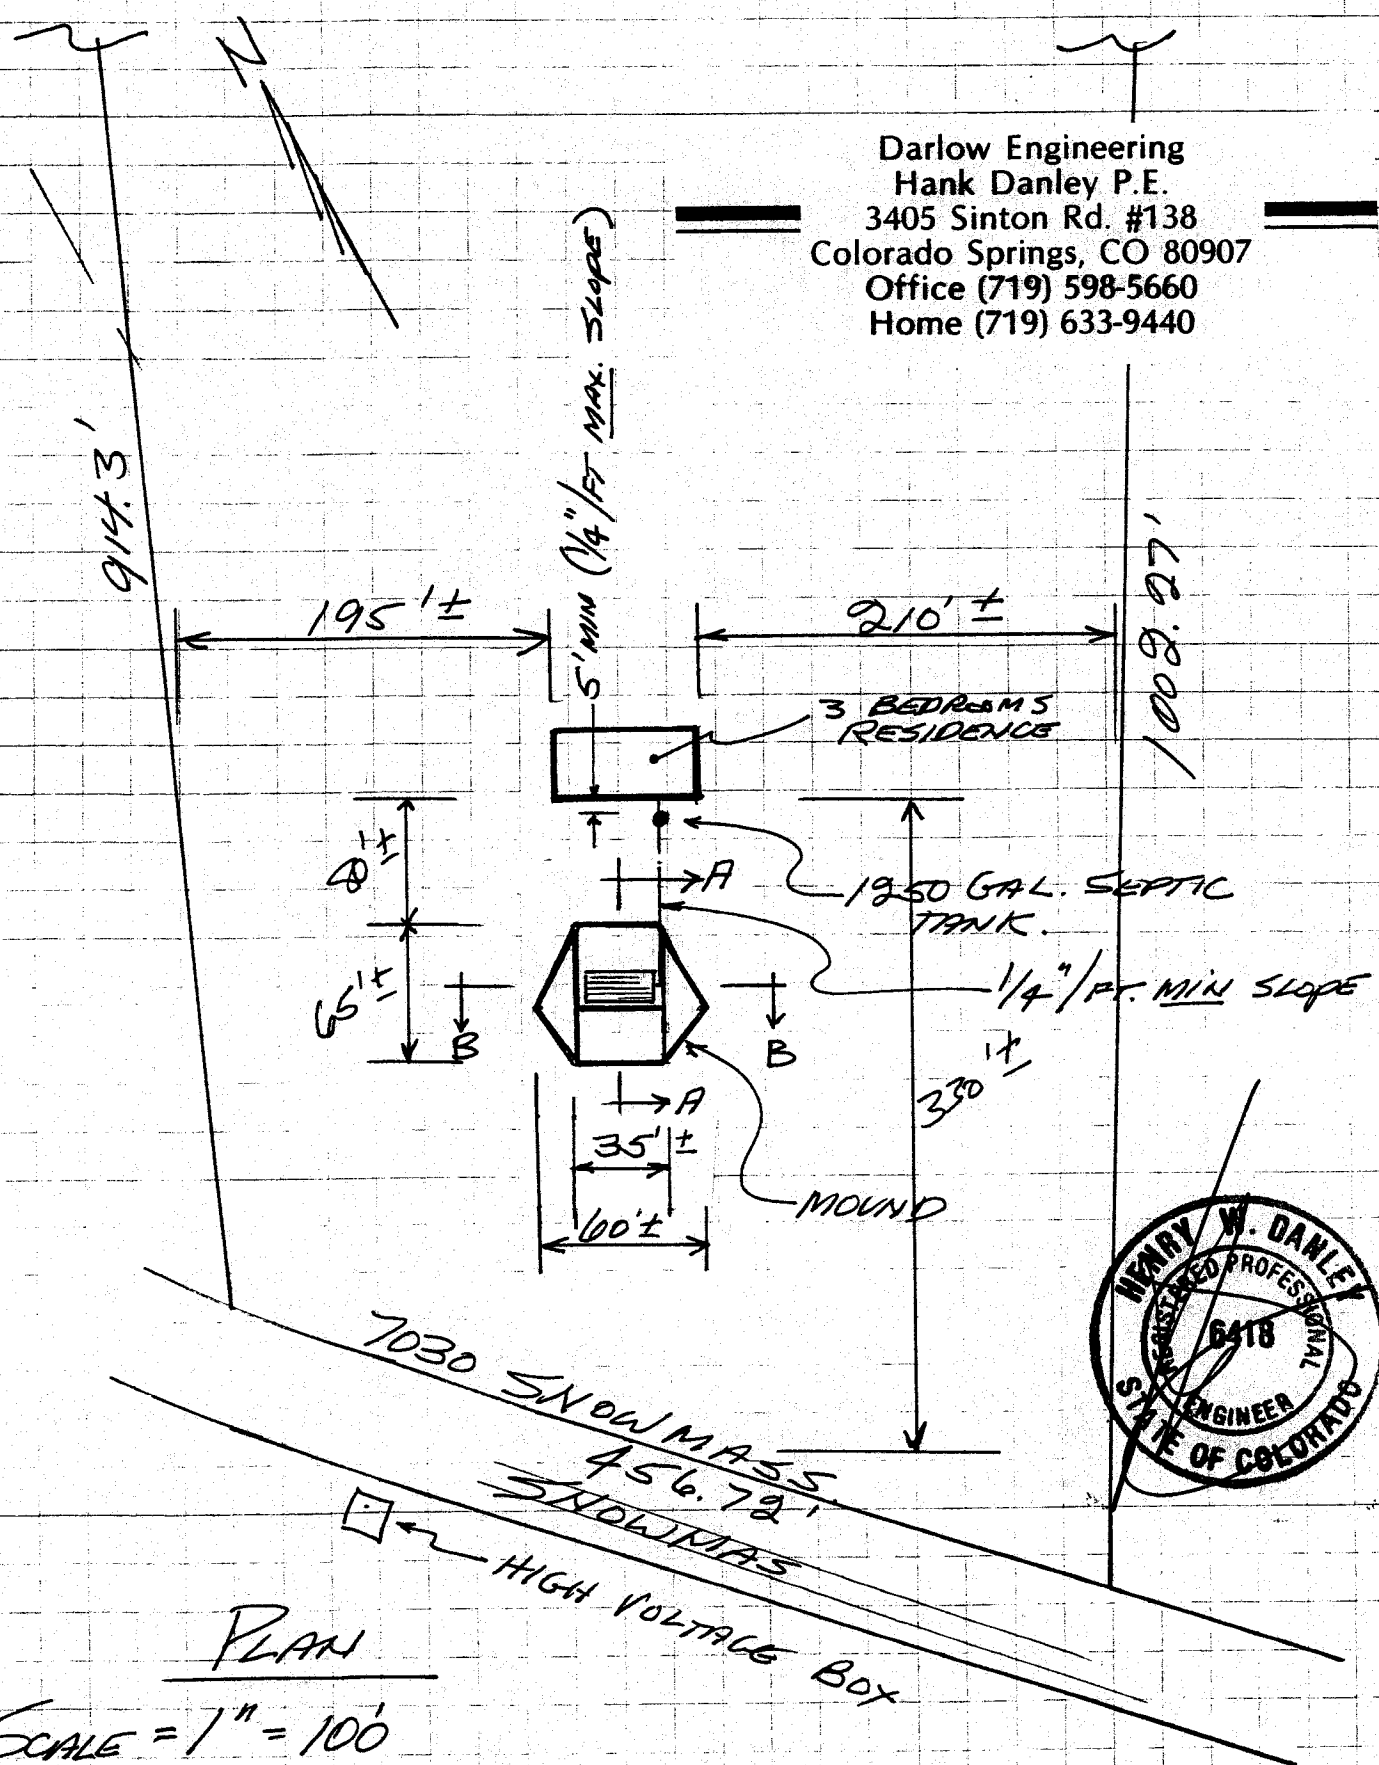 N
Darlow Engineering
Hank Danley P.E.
3405 Sinton Rd. #138
Colorado Springs, CO 80907
Office (719) 598-5660
Home (719) 633-9440
5' MIN (1/4"/FT MAX. SLOPE)
914.3'
1002.27'
195'±
210'±
3 BEDROOMS
RESIDENCE
1250 GAL. SEPTIC
TANK.
A
65'±
1/4"/FT. MIN SLOPE
B
B
330'±
A
35'±
60'±
MOUND
HENRY W. DANLEY
REGISTERED PROFESSIONAL
6418
ENGINEER
STATE OF COLORADO
7030 SNOWMASS
456.72'
SNOWMAS
HIGH VOLTAGE BOX
PLAN
SCALE = 1" = 100'